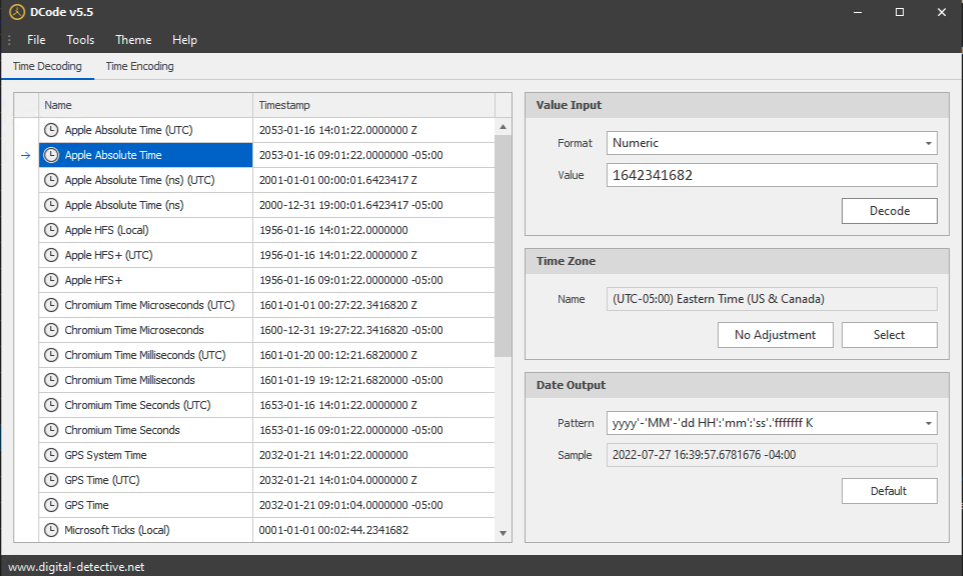 DCode v5.5
File Tools Theme Help
Time Decoding Time Encoding
Name Timestamp
Apple Absolute Time (UTC) 2053-01-16 14:01:22.0000000 Z
Apple Absolute Time 2053-01-16 09:01:22.0000000 -05:00
Apple Absolute Time (ns) (UTC) 2001-01-01 00:00:01.6423417 Z
Apple Absolute Time (ns) 2000-12-31 19:00:01.6423417 -05:00
Apple HFS (Local) 1956-01-16 14:01:22.0000000
Apple HFS+ (UTC) 1956-01-16 14:01:22.0000000 Z
Apple HFS+ 1956-01-16 09:01:22.0000000 -05:00
Chromium Time Microseconds (UTC) 1601-01-01 00:27:22.3416820 Z
Chromium Time Microseconds 1600-12-31 19:27:22.3416820 -05:00
Chromium Time Milliseconds (UTC) 1601-01-20 00:12:21.6820000 Z
Chromium Time Milliseconds 1601-01-19 19:12:21.6820000 -05:00
Chromium Time Seconds (UTC) 1653-01-16 14:01:22.0000000 Z
Chromium Time Seconds 1653-01-16 09:01:22.0000000 -05:00
GPS System Time 2032-01-21 14:01:22.0000000
GPS Time (UTC) 2032-01-21 14:01:04.0000000 Z
GPS Time 2032-01-21 09:01:04.0000000 -05:00
Microsoft Ticks (Local) 0001-01-01 00:02:44.2341682
Value Input
Format Numeric
Value 1642341682
Decode
Time Zone
Name (UTC-05:00) Eastern Time (US & Canada)
No Adjustment Select
Date Output
Pattern yyyy'-'MM'-'dd HH':'mm':'ss'.'fffffff K
Sample 2022-07-27 16:39:57.6781676 -04:00
Default
www.digital-detective.net